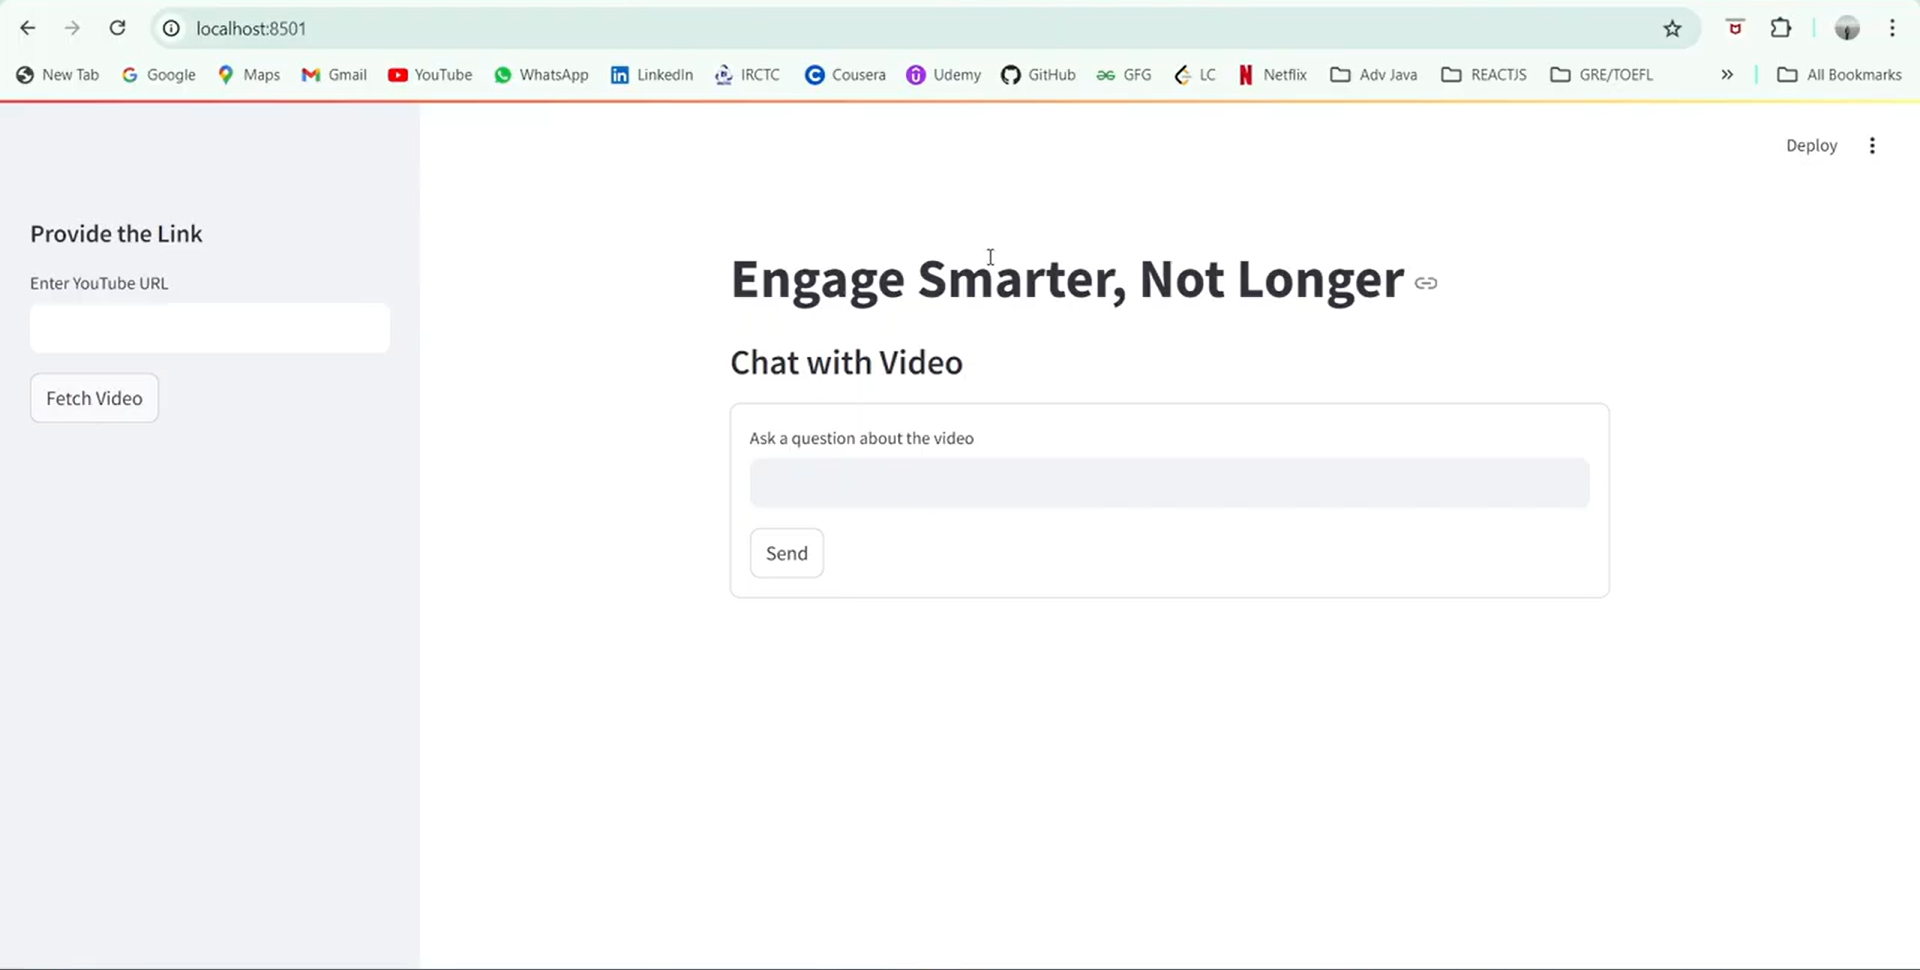 localhost:8501
New Tab Google Maps Gmail YouTube WhatsApp LinkedIn IRCTC Cousera Udemy GitHub GFG LC Netflix Adv Java REACTJS GRE/TOEFL » All Bookmarks
Deploy
Provide the Link
Enter YouTube URL
Fetch Video
Engage Smarter, Not Longer
Chat with Video
Ask a question about the video
Send